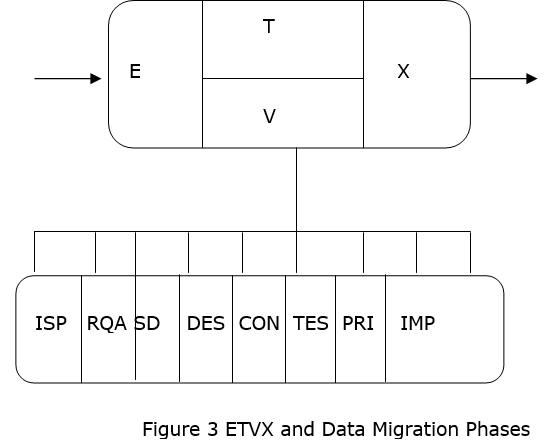 T
E
X
V
ISP RQA SD DES CON TES PRI IMP
Figure 3 ETVX and Data Migration Phases